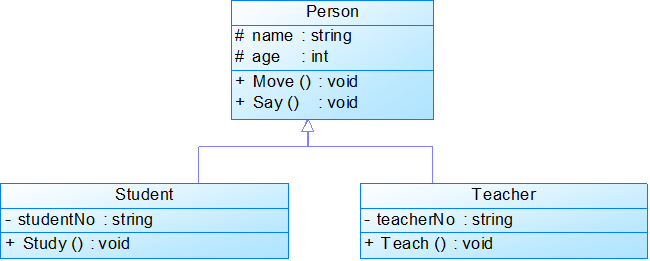 Person
# name : string
# age : int
+ Move () : void
+ Say () : void
Student
- studentNo : string
+ Study () : void
Teacher
- teacherNo : string
+ Teach () : void